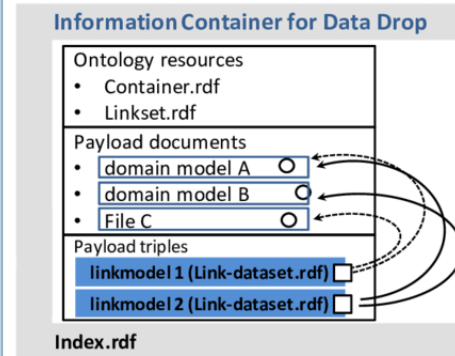 Information Container for Data Drop
Ontology resources
• Container.rdf
• Linkset.rdf
Payload documents
• domain model A
• domain model B
• File C
Payload triples
linkmodel 1 (Link-dataset.rdf)
linkmodel 2 (Link-dataset.rdf)
Index.rdf